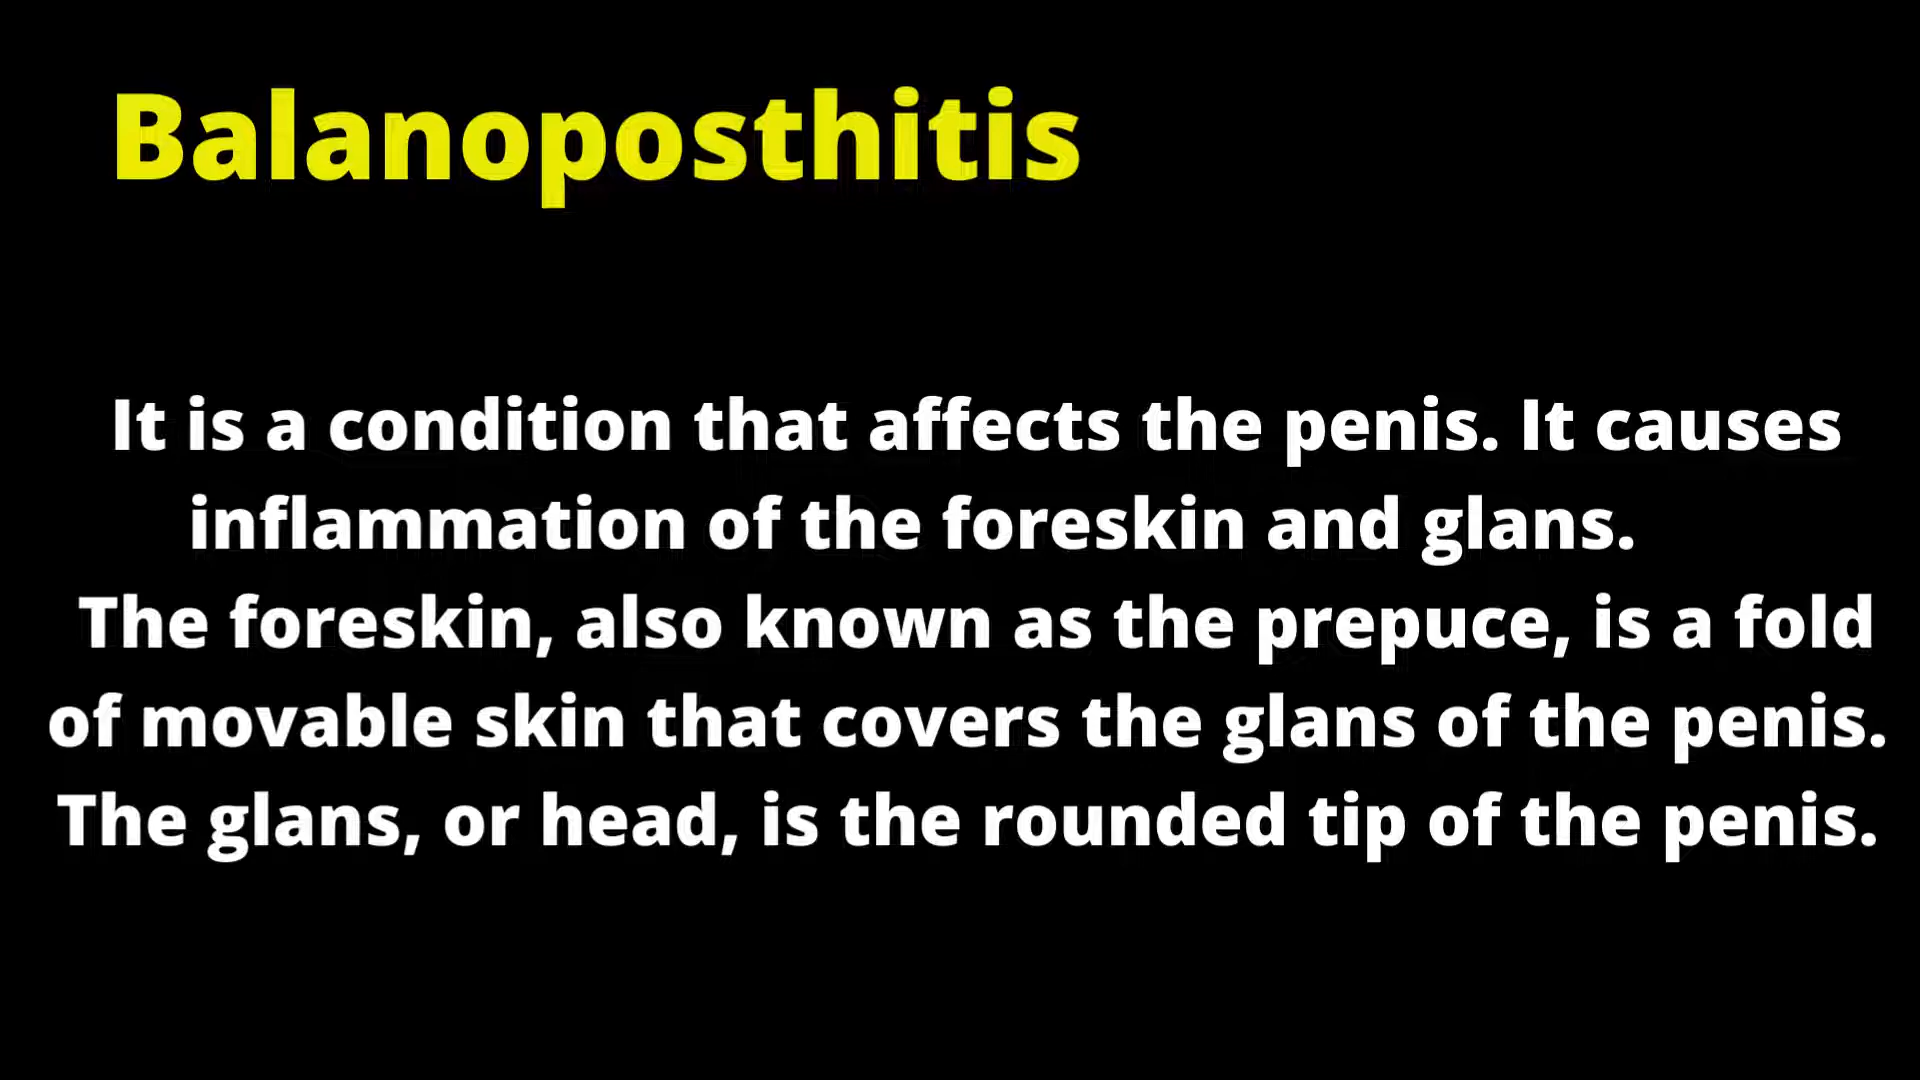 Balanoposthitis
It is a condition that affects the penis. It causes
inflammation of the foreskin and glans.
The foreskin, also known as the prepuce, is a fold
of movable skin that covers the glans of the penis.
The glans, or head, is the rounded tip of the penis.